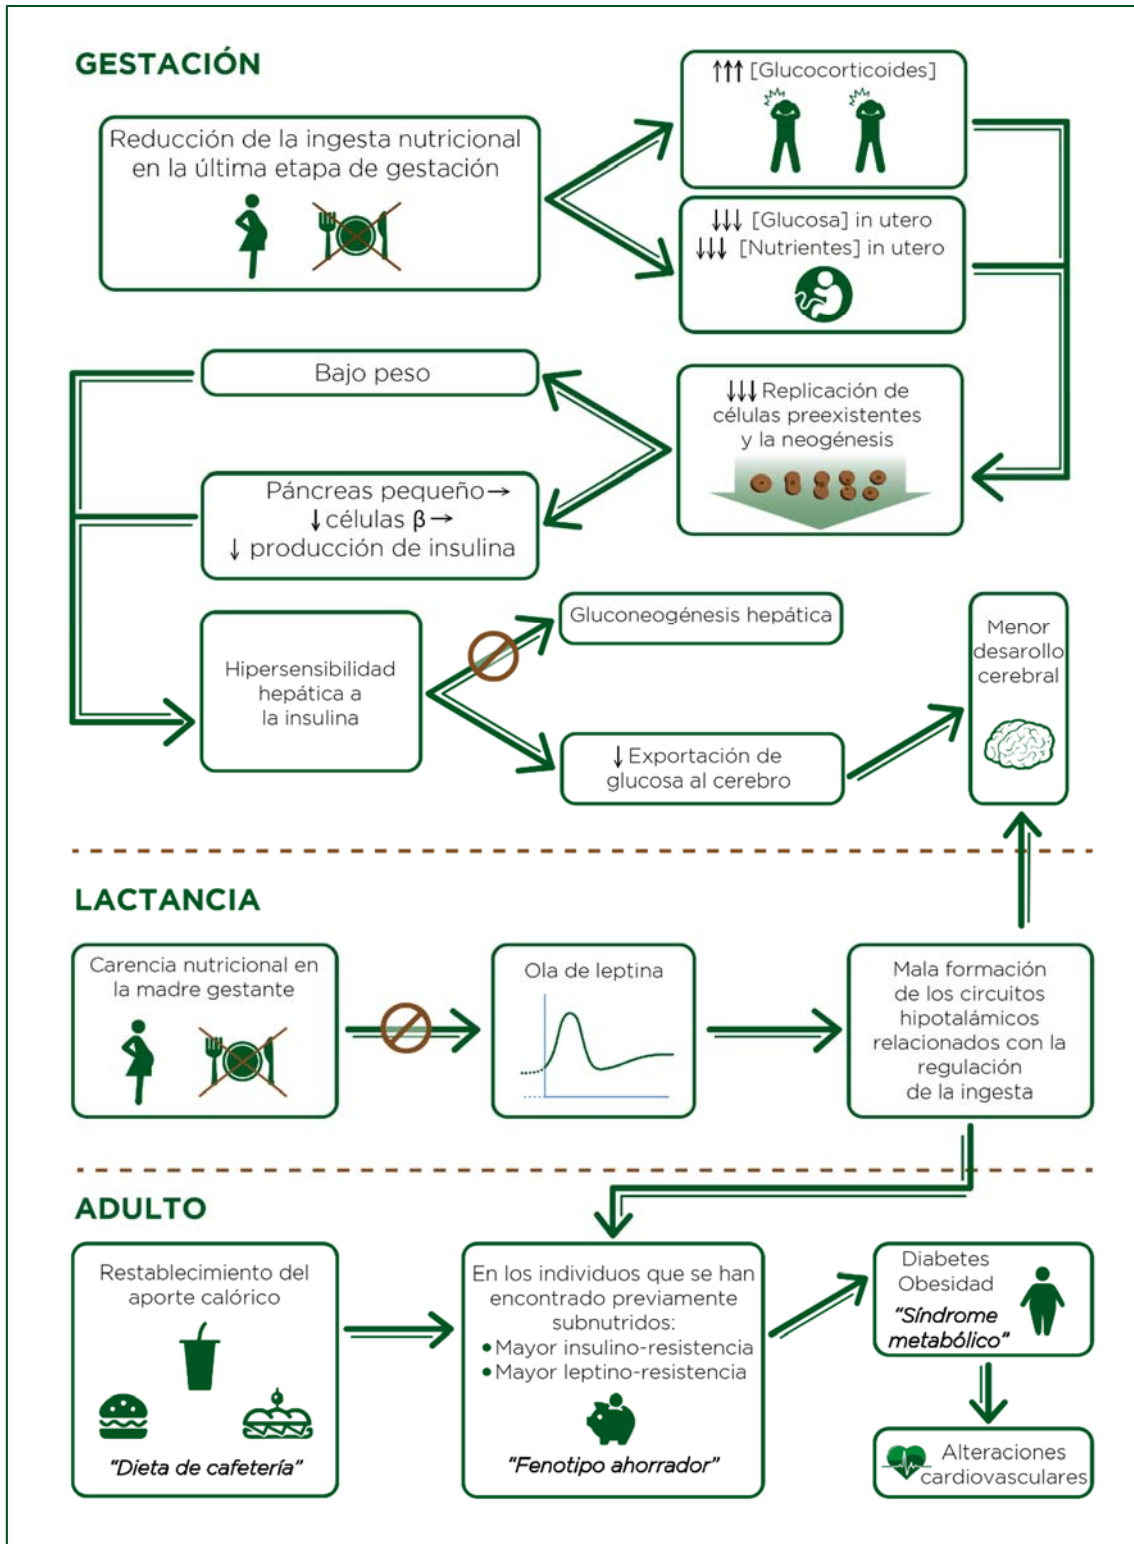 GESTACIÓN
Reducción de la ingesta nutricional
en la última etapa de gestación
↑↑↑ [Glucocorticoides]
↓↓↓ [Glucosa] in utero
↓↓↓ [Nutrientes] in utero
↓↓↓ Replicación de
células preexistentes
y la neogénesis
Bajo peso
Páncreas pequeño→
↓células β→
↓ producción de insulina
Hipersensibilidad
hepática a
la insulina
Gluconeogénesis hepática
↓ Exportación de
glucosa al cerebro
Menor
desarollo
cerebral
LACTANCIA
Carencia nutricional en
la madre gestante
Ola de leptina
Mala formación
de los circuitos
hipotalámicos
relacionados con la
regulación
de la ingesta
ADULTO
Restablecimiento del
aporte calórico
"Dieta de cafetería"
En los individuos que se han
encontrado previamente
subnutridos:
• Mayor insulino-resistencia
• Mayor leptino-resistencia
"Fenotipo ahorrador"
Diabetes
Obesidad
"Síndrome
metabólico"
Alteraciones
cardiovasculares